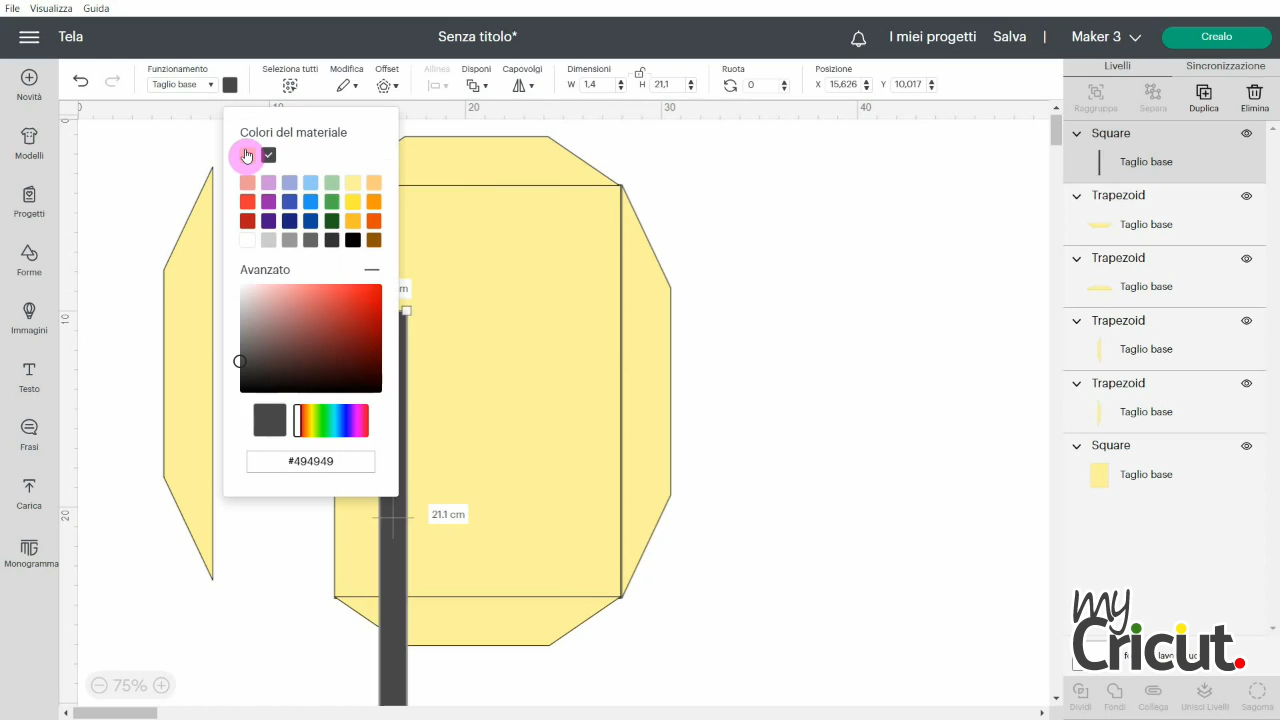 File Visualizza Guida
Tela
Senza titolo*
I miei progetti Salva | Maker 3 Crealo
Funzionamento
Taglio base
Seleziona tutti
Modifica
Offset
Allinea
Disponi
Capovolgi
Dimensioni
W 1.4 H 21,1
Ruota
0
Posizione
X 15,626 Y 10,017
Livelli Sincronizzazione
Raggruppa Separa Duplica Elimina
Novità
Modelli
Progetti
Forme
Immagini
Testo
Frasi
Carica
Monogramma
0 10 20 30 40
0
10
20
Colori del materiale
Avanzato
#494949
m
21.1 cm
75%
Square
Taglio base
Trapezoid
Taglio base
Trapezoid
Taglio base
Trapezoid
Taglio base
Trapezoid
Taglio base
Square
Taglio base
my
Cricut.
Dividi Fondi Collega Unisci Livelli Sagoma